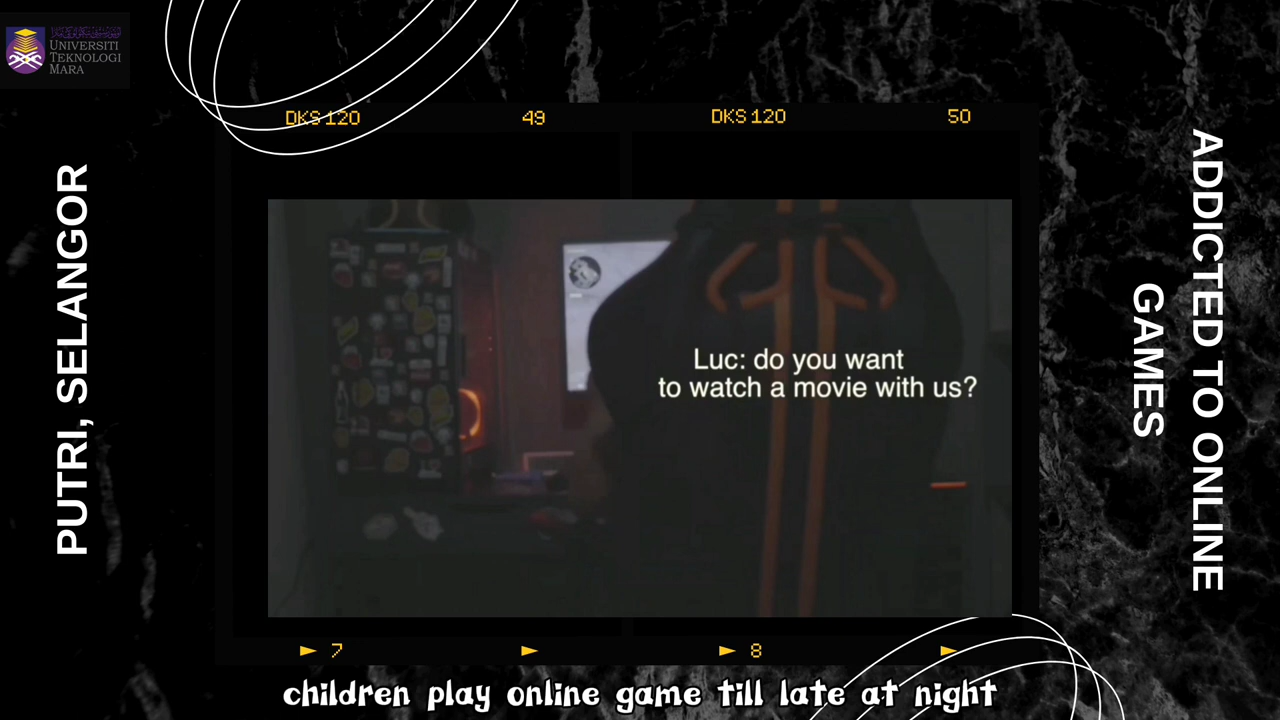 UNIVERSITI
TEKNOLOGI
MARA
DKS 120
49
DKS 120
50
PUTRI, SELANGOR
Luc: do you want
to watch a movie with us?
ADDICTED TO ONLINE
GAMES
7
8
children play online game till late at night